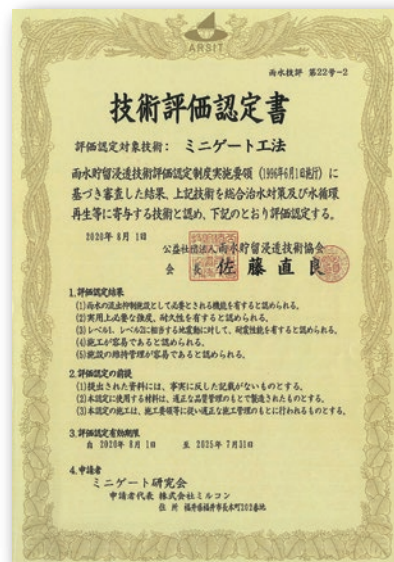 ARSIT
雨水技評 第22号-2
技術評価認定書
評価認定対象技術： ミニゲート工法
雨水貯留浸透技術評価認定制度実施要領（1996年6月1日施行）に
基づき審査した結果、上記技術を総合治水対策及び水循環
再生等に寄与する技術と認め、下記のとおり評価認定する。
2020年 8月 1日
公益社団法人 雨水貯留浸透技術協会
会 長 佐 藤 直 良
1.評価認定結果
(1)雨水の流出抑制施設として必要とされる機能を有すると認められる。
(2)実用上必要な強度、耐久性を有すると認められる。
(3)レベル1、レベル2に相当する地震動に対して、耐震性能を有すると認められる。
(4)施工が容易であると認められる。
(5)施設の維持管理が容易であると認められる。
2.評価認定の前提
(1)提出された資料には、事実に反した記載がないものとする。
(2)本認定に使用する材料は、適正な品質管理のもとで製造されたものとする。
(3)本認定の施工は、施工要領等に従い適正な施工管理のもとに行われるものとする。
3.評価認定有効期限
自 2020年 8月 1日 至 2025年 7月31日
4.申請者
ミニゲート研究会
申請者代表 株式会社ミルコン
住 所 福井県福井市長本町202番地